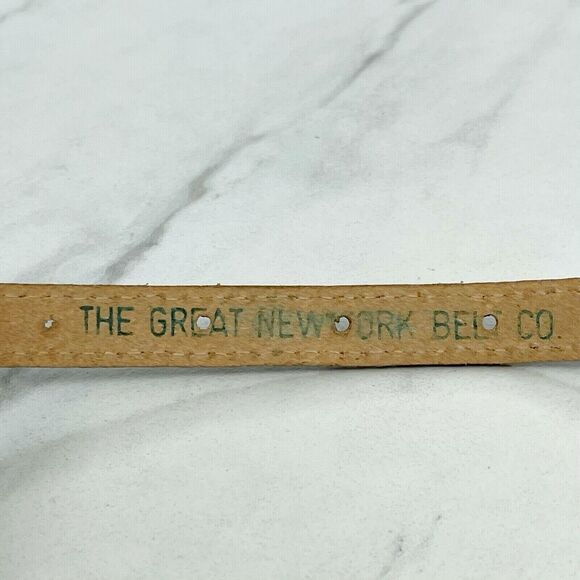 THE GREAT NEW YORK BELT CO.